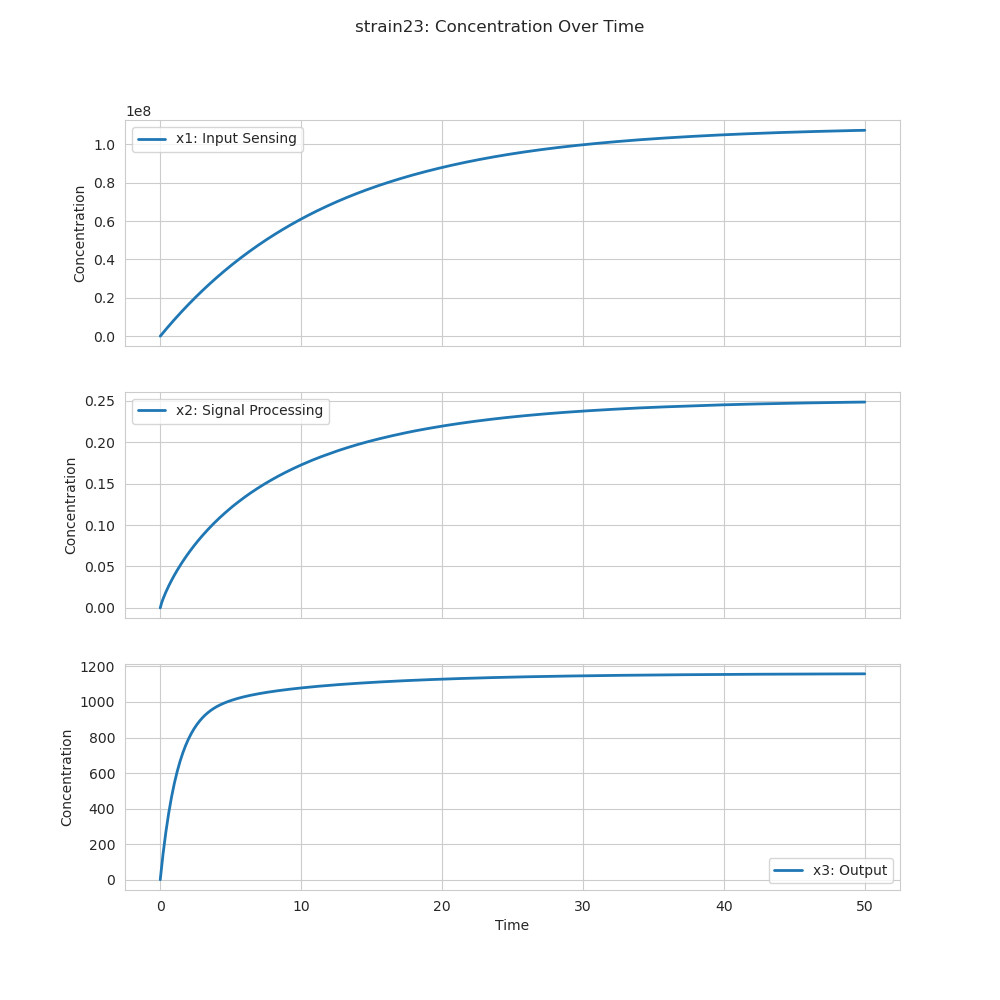 strain23: Concentration Over Time
1e8
x1: Input Sensing
1.0
0.8
0.6
0.4
0.2
0.0
Concentration
x2: Signal Processing
0.25
0.20
0.15
0.10
0.05
0.00
Concentration
1200
1000
800
600
400
200
0
Concentration
x3: Output
0 10 20 30 40 50
Time